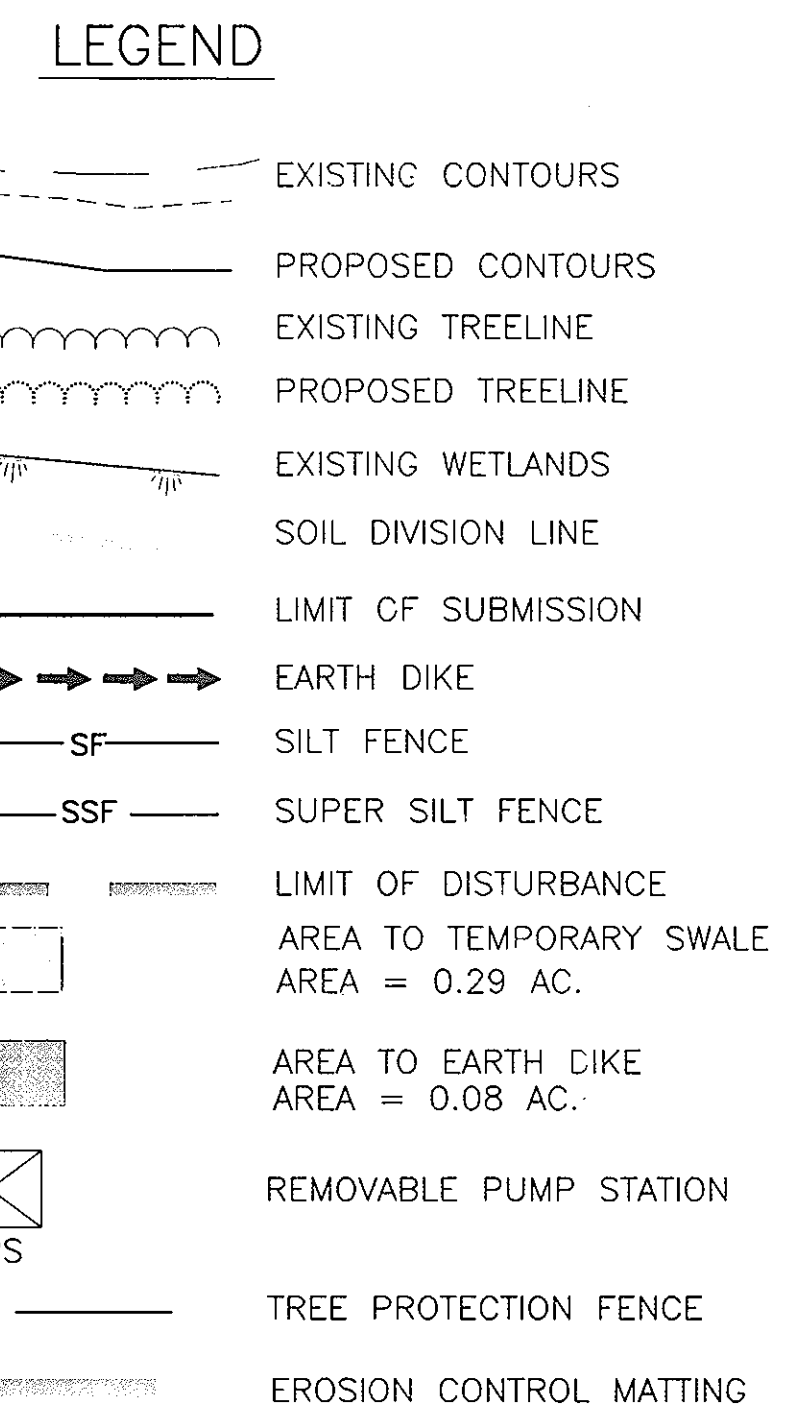 LEGEND
EXISTING CONTOURS
PROPOSED CONTOURS
EXISTING TREELINE
PROPOSED TREELINE
EXISTING WETLANDS
SOIL DIVISION LINE
LIMIT OF SUBMISSION
EARTH DIKE
SF SILT FENCE
SSF SUPER SILT FENCE
LIMIT OF DISTURBANCE
AREA TO TEMPORARY SWALE
AREA = 0.29 AC.
AREA TO EARTH DIKE
AREA = 0.08 AC.
REMOVABLE PUMP STATION
TREE PROTECTION FENCE
EROSION CONTROL MATTING